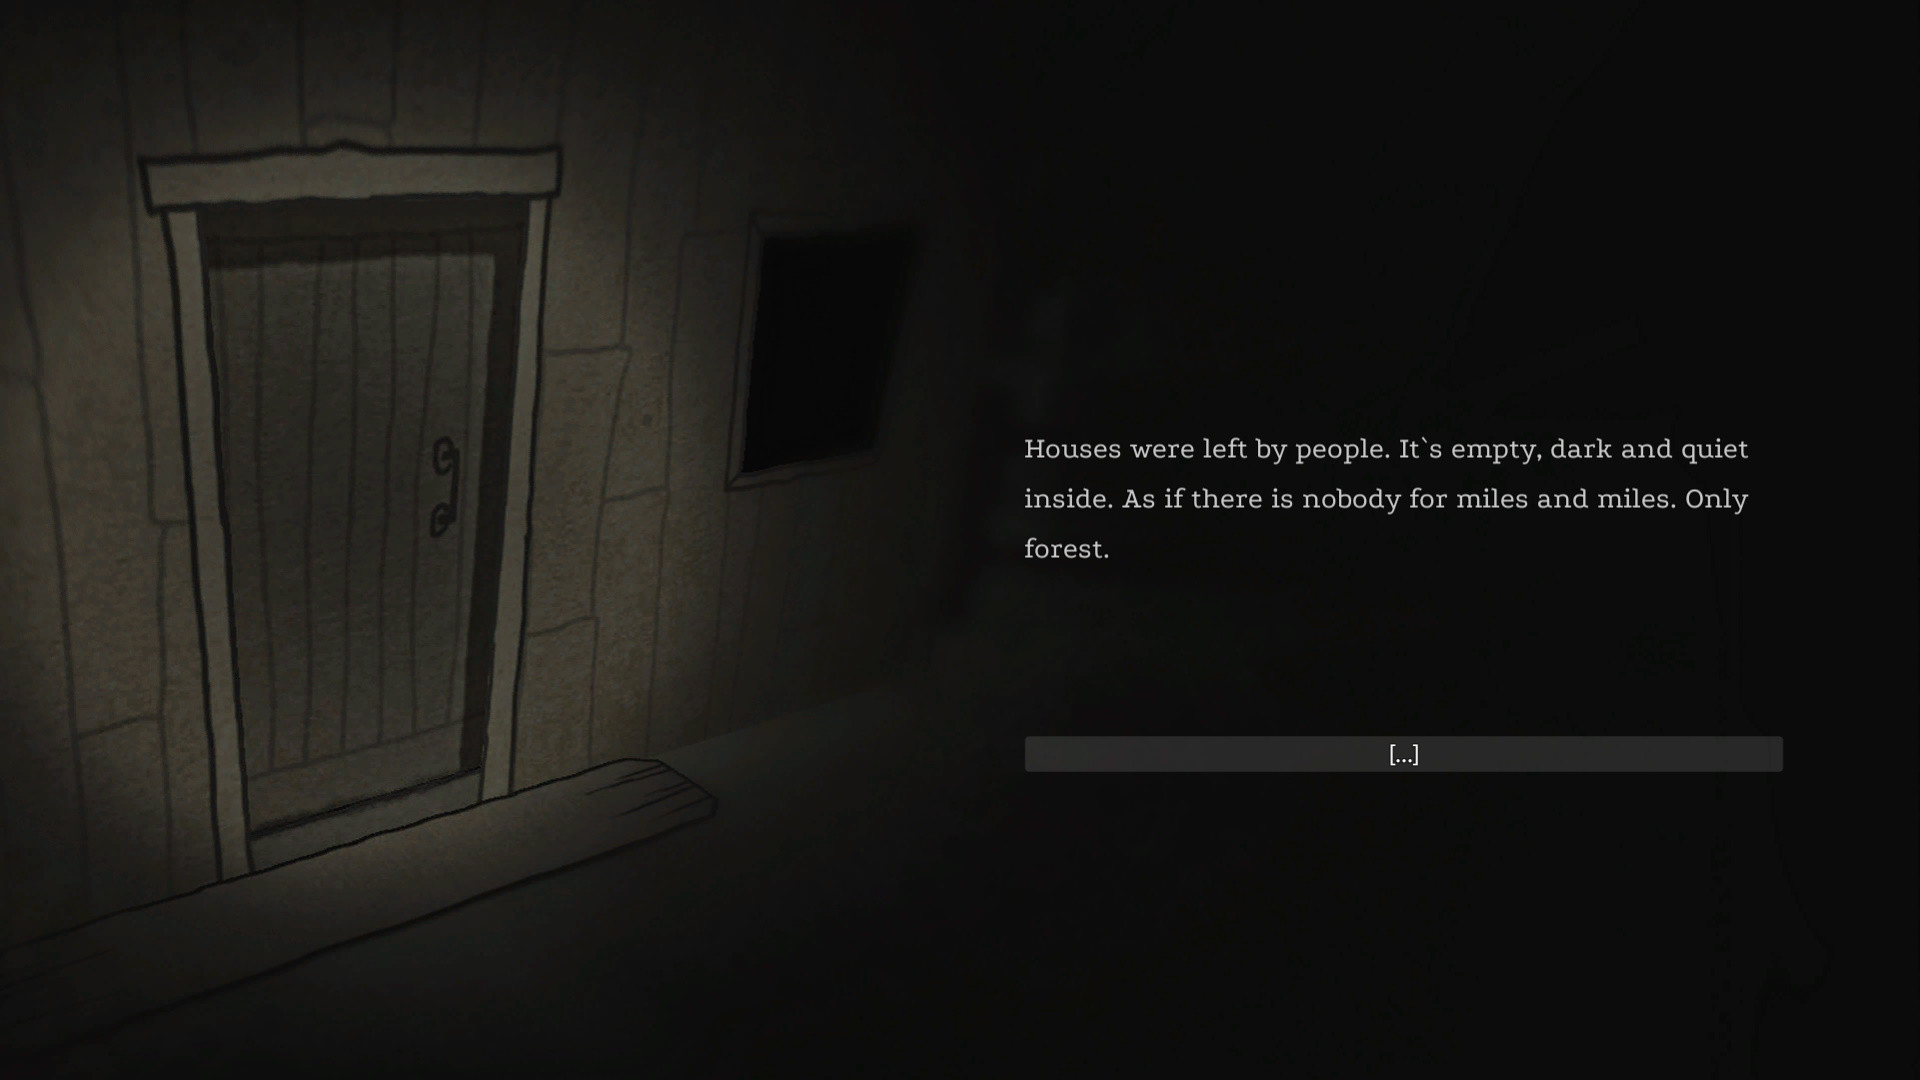 Houses were left by people. It`s empty, dark and quiet
inside. As if there is nobody for miles and miles. Only
forest.
[...]